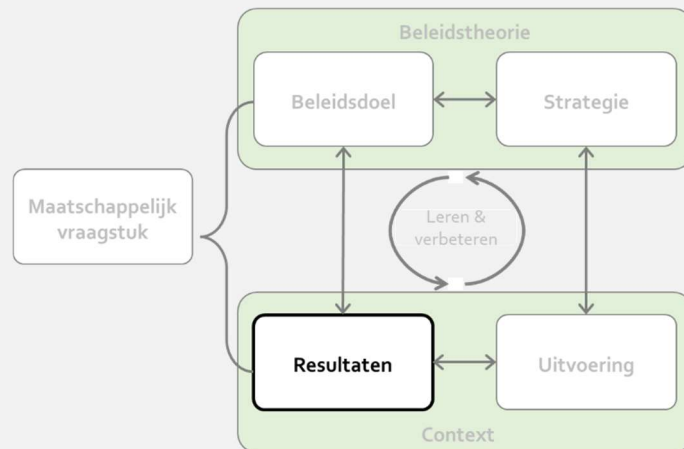 Beleidstheorie
Beleidsdoel
Strategie
Maatschappelijk
vraagstuk
Leren &
verbeteren
Resultaten
Uitvoering
Context